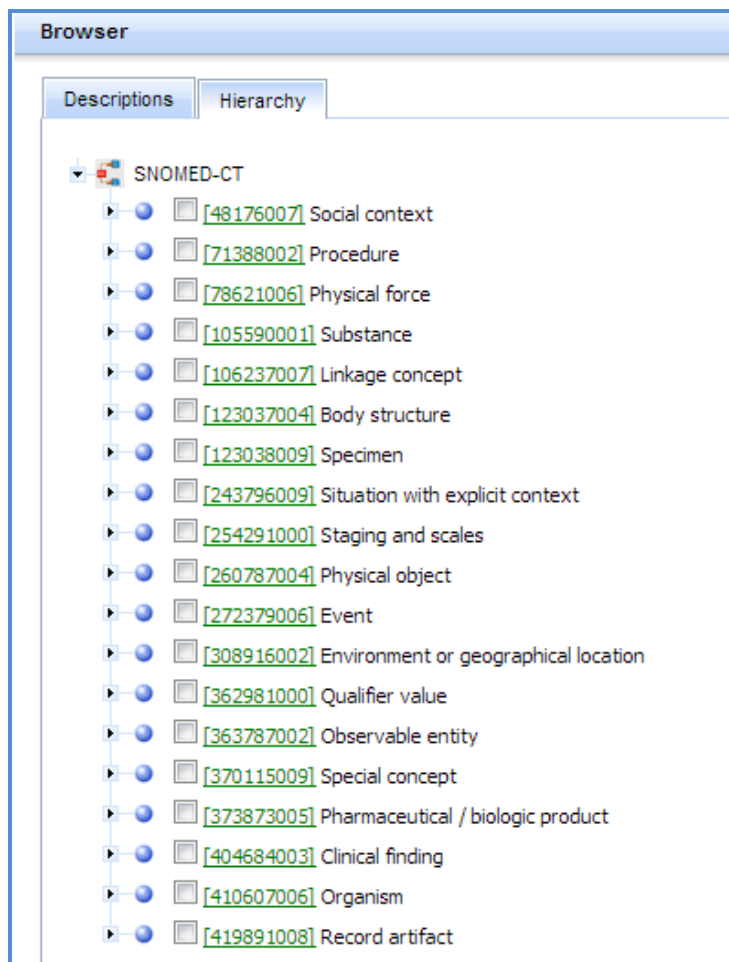 Browser
Descriptions Hierarchy
SNOMED-CT
[48176007] Social context
[71388002] Procedure
[78621006] Physical force
[105590001] Substance
[106237007] Linkage concept
[123037004] Body structure
[123038009] Specimen
[243796009] Situation with explicit context
[254291000] Staging and scales
[260787004] Physical object
[272379006] Event
[308916002] Environment or geographical location
[362981000] Qualifier value
[363787002] Observable entity
[370115009] Special concept
[373873005] Pharmaceutical / biologic product
[404684003] Clinical finding
[410607006] Organism
[419891008] Record artifact